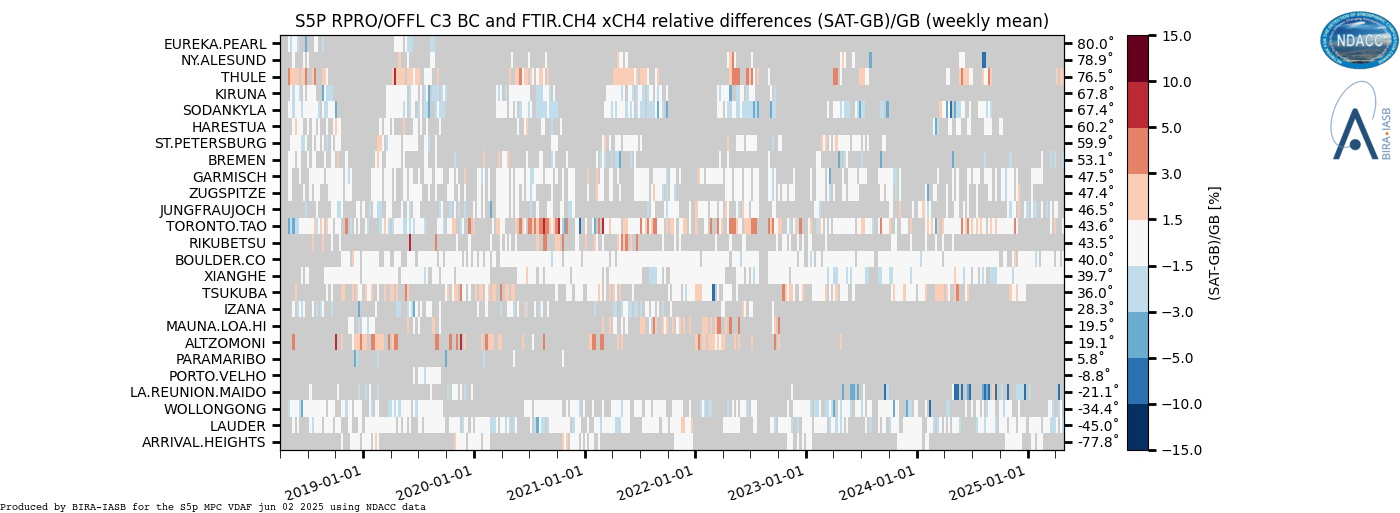 S5P RPRO/OFFL C3 BC and FTIR.CH4 xCH4 relative differences (SAT-GB)/GB (weekly mean)
EUREKA.PEARL 80.0°
NY.ALESUND 78.9°
THULE 76.5°
KIRUNA 67.8°
SODANKYLA 67.4°
HARESTUA 60.2°
ST.PETERSBURG 59.9°
BREMEN 53.1°
GARMISCH 47.5°
ZUGSPITZE 47.4°
JUNGFRAUJOCH 46.5°
TORONTO.TAO 43.6°
RIKUBETSU 43.5°
BOULDER.CO 40.0°
XIANGHE 39.7°
TSUKUBA 36.0°
IZANA 28.3°
MAUNA.LOA.HI 19.5°
ALTZOMONI 19.1°
PARAMARIBO 5.8°
PORTO.VELHO -8.8°
LA.REUNION.MAIDO -21.1°
WOLLONGONG -34.4°
LAUDER -45.0°
ARRIVAL.HEIGHTS -77.8°
2019-01-01 2020-01-01 2021-01-01 2022-01-01 2023-01-01 2024-01-01 2025-01-01
15.0
10.0
5.0
3.0
1.5
−1.5
−3.0
−5.0
−10.0
−15.0
(SAT-GB)/GB [%]
NDACC
BIRA•IASB
Produced by BIRA-IASB for the S5p MPC VDAF jun 02 2025 using NDACC data